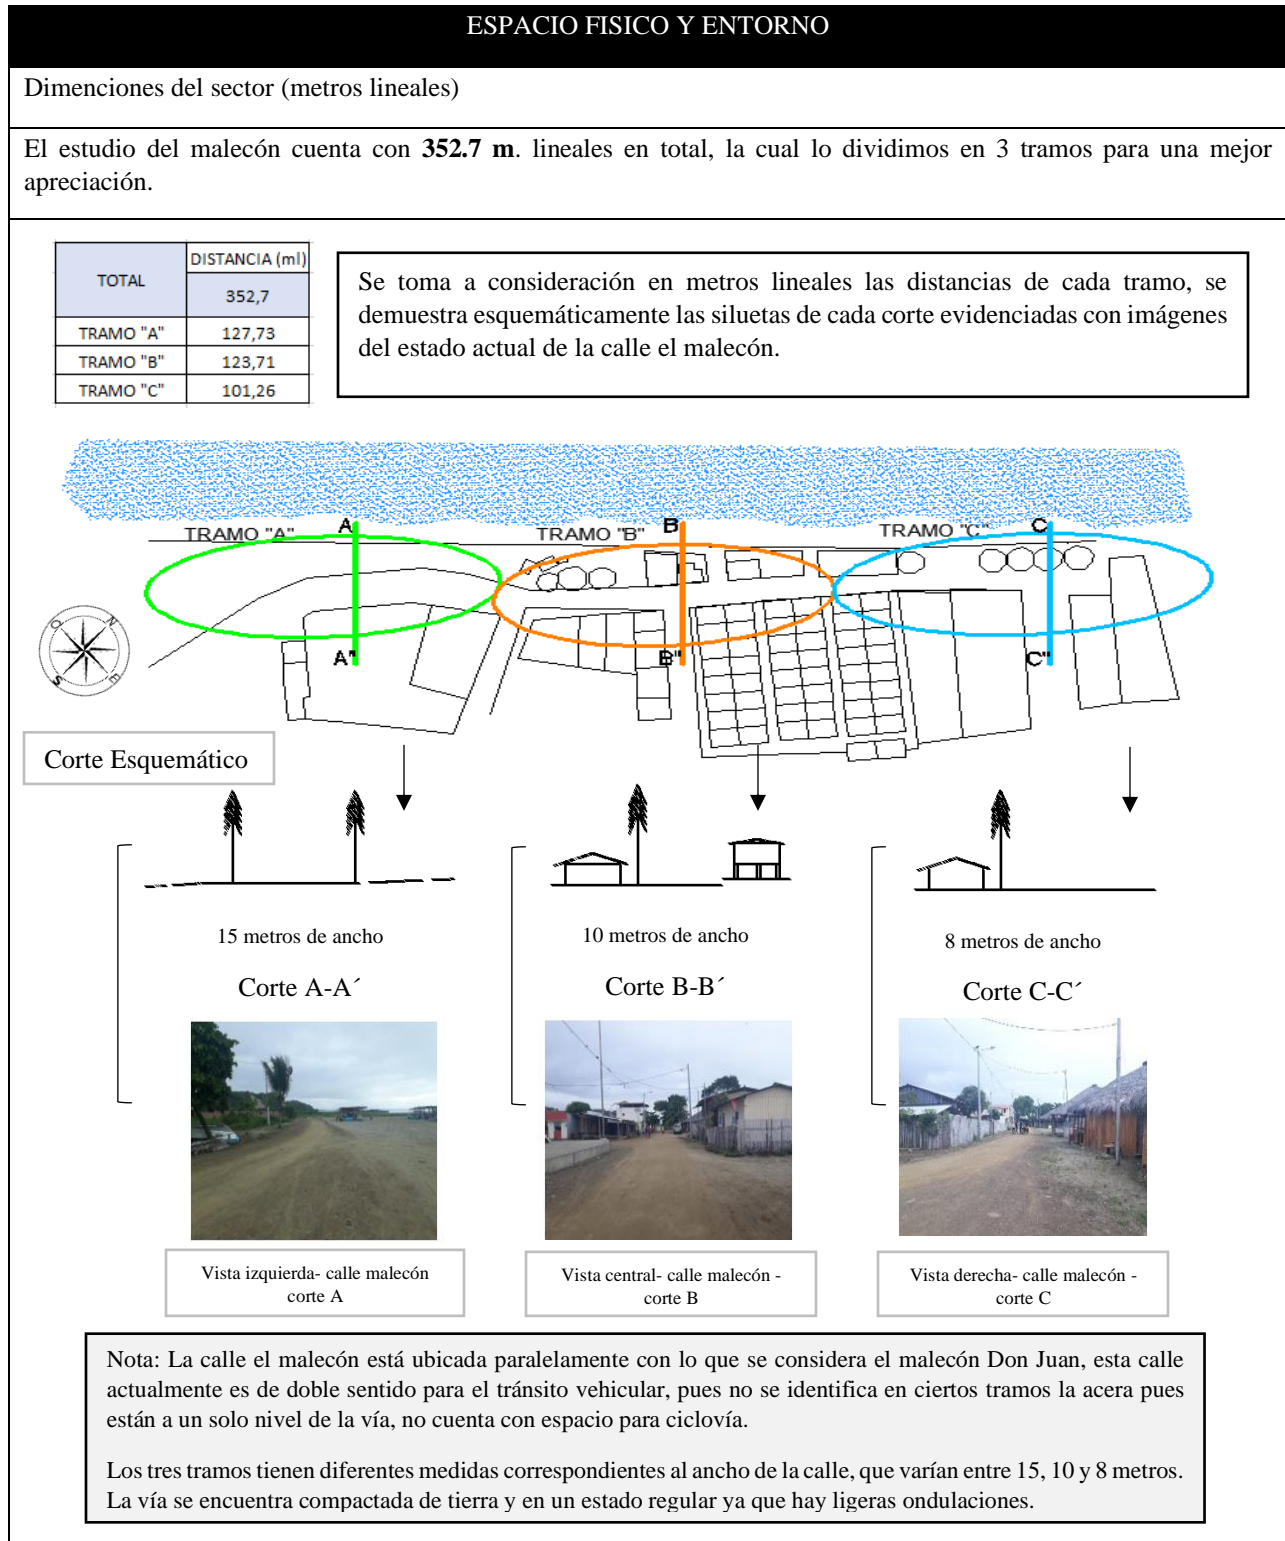 ESPACIO FISICO Y ENTORNO
Dimenciones del sector (metros lineales)
El estudio del malecón cuenta con 352.7 m. lineales en total, la cual lo dividimos en 3 tramos para una mejor
apreciación.
TOTAL
DISTANCIA (ml)
352,7
TRAMO "A" 127,73
TRAMO "B" 123,71
TRAMO "C" 101,26
Se toma a consideración en metros lineales las distancias de cada tramo, se
demuestra esquemáticamente las siluetas de cada corte evidenciadas con imágenes
del estado actual de la calle el malecón.
TRAMO "A"
A
TRAMO "B"
B
TRAMO "C"
C
A"
B"
C"
O
N
S
E
Corte Esquemático
15 metros de ancho
10 metros de ancho
8 metros de ancho
Corte A-A´
Corte B-B´
Corte C-C´
Vista izquierda- calle malecón
corte A
Vista central- calle malecón -
corte B
Vista derecha- calle malecón -
corte C
Nota: La calle el malecón está ubicada paralelamente con lo que se considera el malecón Don Juan, esta calle
actualmente es de doble sentido para el tránsito vehicular, pues no se identifica en ciertos tramos la acera pues
están a un solo nivel de la vía, no cuenta con espacio para ciclovía.
Los tres tramos tienen diferentes medidas correspondientes al ancho de la calle, que varían entre 15, 10 y 8 metros.
La vía se encuentra compactada de tierra y en un estado regular ya que hay ligeras ondulaciones.